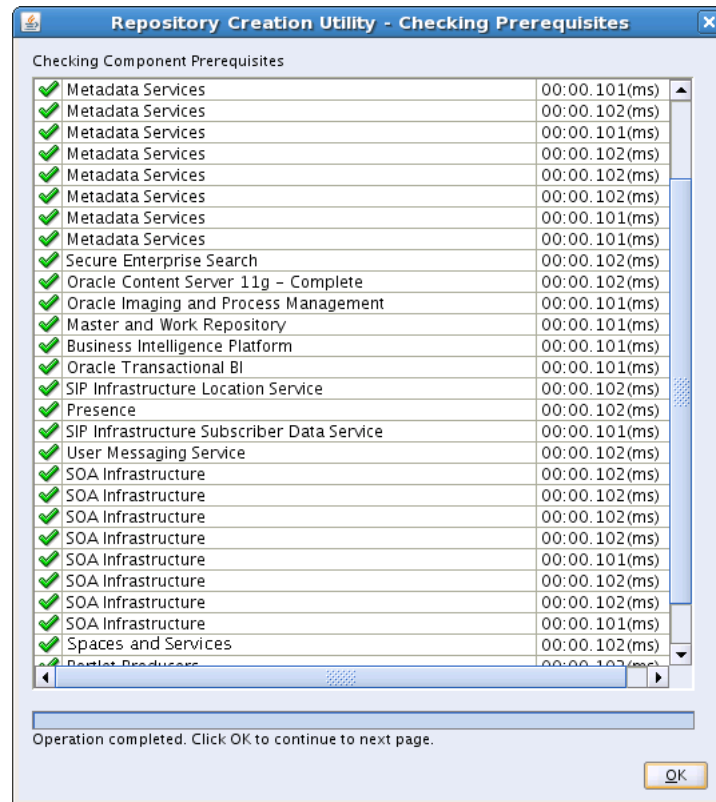 Repository Creation Utility - Checking Prerequisites
Checking Component Prerequisites
Metadata Services 00:00.101(ms)
Metadata Services 00:00.102(ms)
Metadata Services 00:00.101(ms)
Metadata Services 00:00.102(ms)
Metadata Services 00:00.102(ms)
Metadata Services 00:00.102(ms)
Metadata Services 00:00.101(ms)
Metadata Services 00:00.101(ms)
Secure Enterprise Search 00:00.102(ms)
Oracle Content Server 11g - Complete 00:00.102(ms)
Oracle Imaging and Process Management 00:00.101(ms)
Master and Work Repository 00:00.101(ms)
Business Intelligence Platform 00:00.101(ms)
Oracle Transactional BI 00:00.101(ms)
SIP Infrastructure Location Service 00:00.102(ms)
Presence 00:00.102(ms)
SIP Infrastructure Subscriber Data Service 00:00.101(ms)
User Messaging Service 00:00.102(ms)
SOA Infrastructure 00:00.102(ms)
SOA Infrastructure 00:00.102(ms)
SOA Infrastructure 00:00.102(ms)
SOA Infrastructure 00:00.102(ms)
SOA Infrastructure 00:00.101(ms)
SOA Infrastructure 00:00.102(ms)
SOA Infrastructure 00:00.102(ms)
SOA Infrastructure 00:00.101(ms)
Spaces and Services 00:00.102(ms)
Portlet Producers 00:00.102(ms)
Operation completed. Click OK to continue to next page.
OK